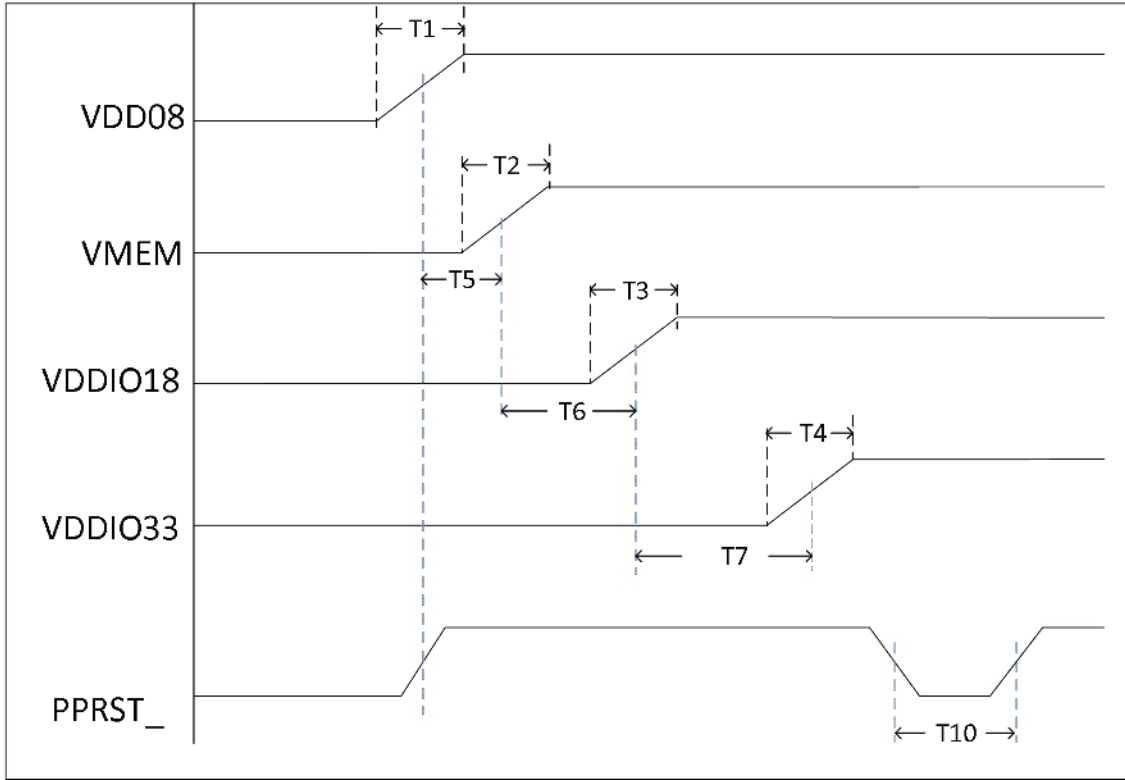 T1
VDD08
T2
VMEM
T5
T3
VDDIO18
T6
T4
VDDIO33
T7
PPRST_
T10